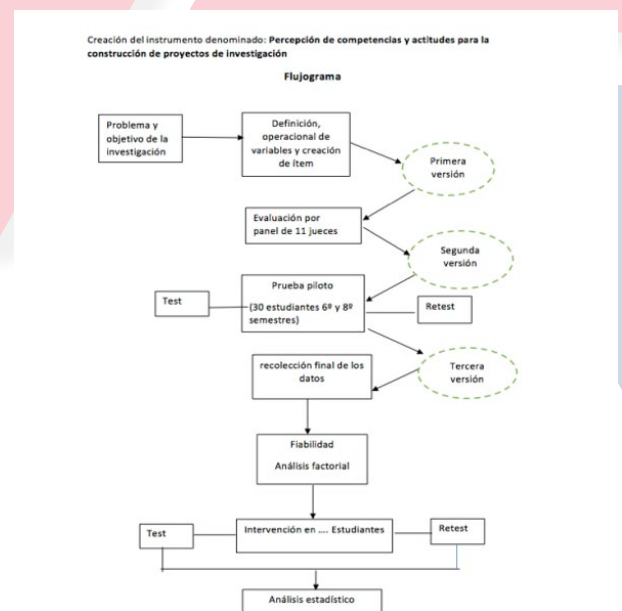 Creación del instrumento denominado: Percepción de competencias y actitudes para la
construcción de proyectos de investigación
Flujograma
Problema y
objetivo de la
investigación
Definición,
operacional de
variables y creación
de ítem
Primera
versión
Evaluación por
panel de 11 jueces
Segunda
versión
Test
Prueba piloto
(30 estudiantes 6º y 8º
semestres)
Retest
recolección final de los
datos
Tercera
versión
Fiabilidad
Análisis factorial
Test
Intervención en .... Estudiantes
Retest
Análisis estadístico